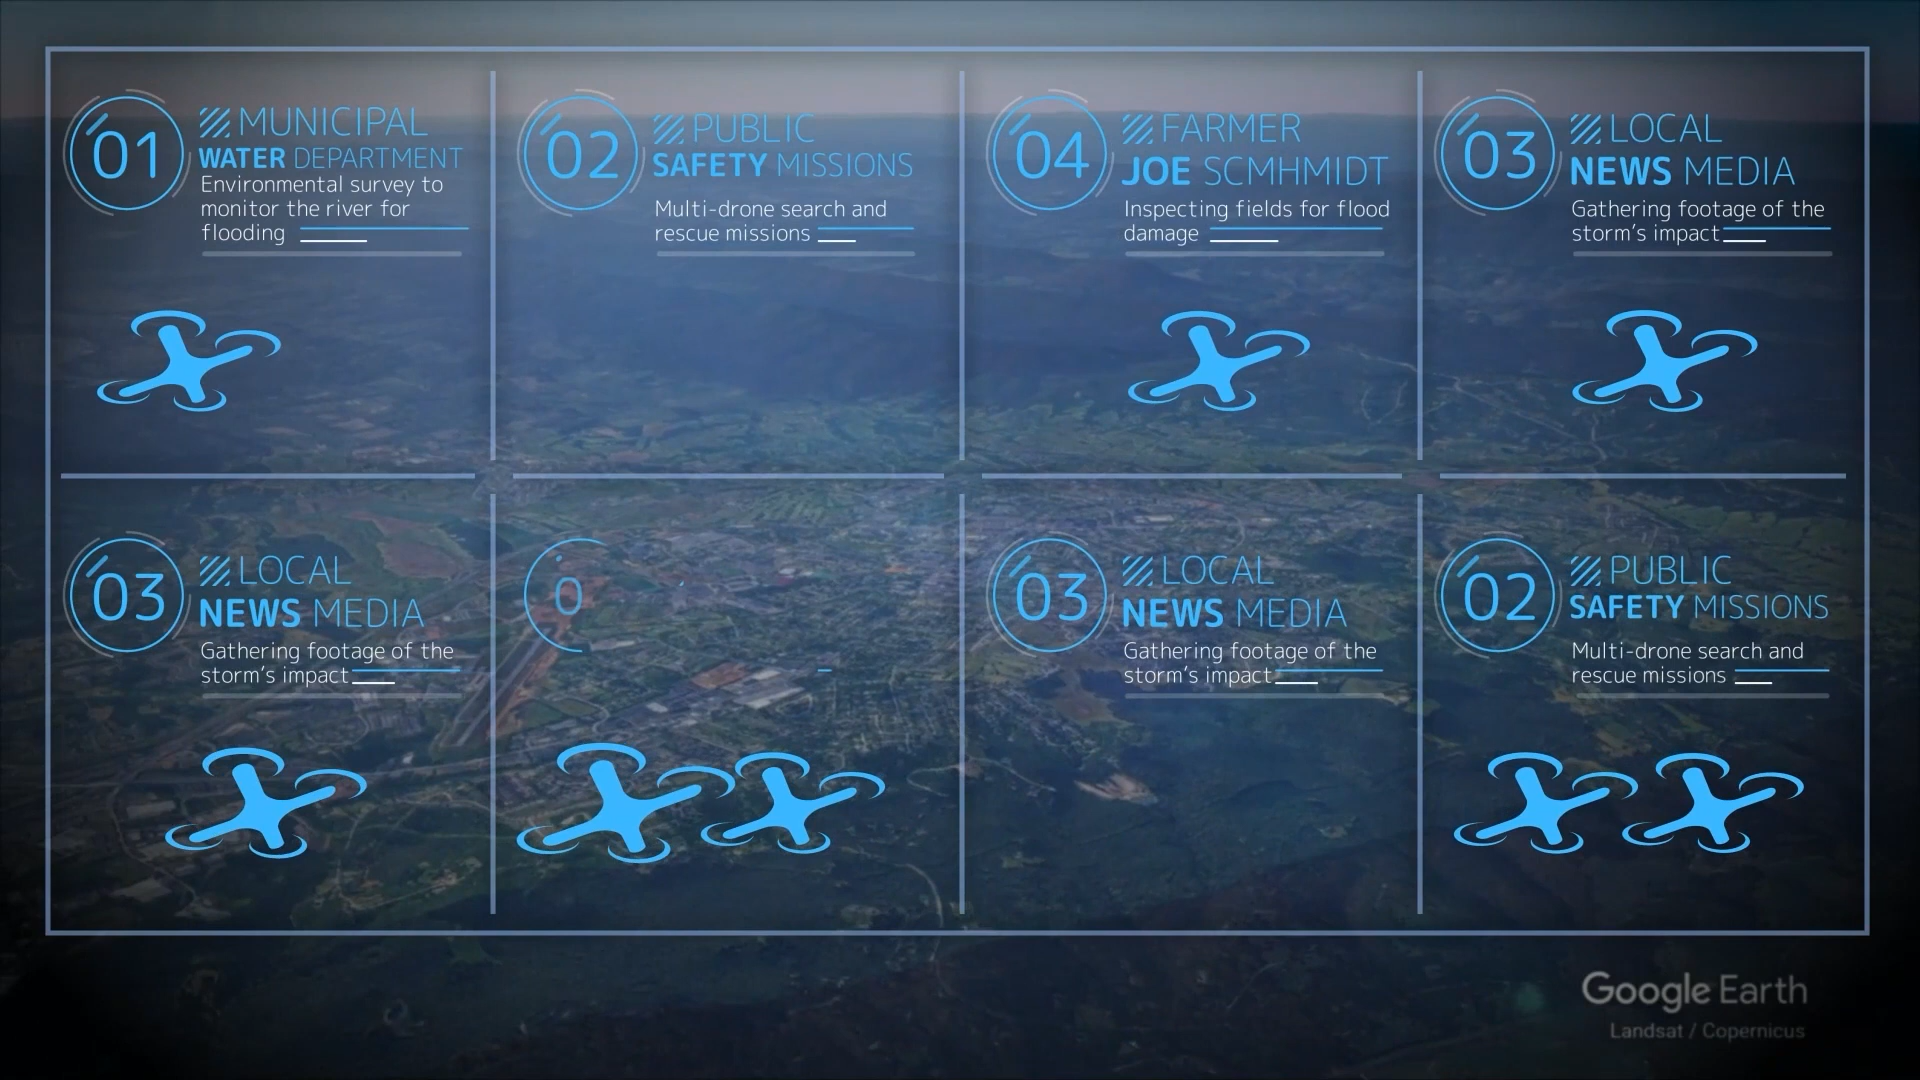 01
MUNICIPAL
WATER DEPARTMENT
Environmental survey to
monitor the river for
flooding
02
PUBLIC
SAFETY MISSIONS
Multi-drone search and
rescue missions
04
FARMER
JOE SCMHMIDT
Inspecting fields for flood
damage
03
LOCAL
NEWS MEDIA
Gathering footage of the
storm's impact
03
LOCAL
NEWS MEDIA
Gathering footage of the
storm's impact
0
03
LOCAL
NEWS MEDIA
Gathering footage of the
storm's impact
02
PUBLIC
SAFETY MISSIONS
Multi-drone search and
rescue missions
Google Earth
Landsat / Copernicus